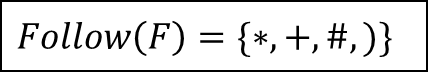 Follow(F) = {*, +, #, )}